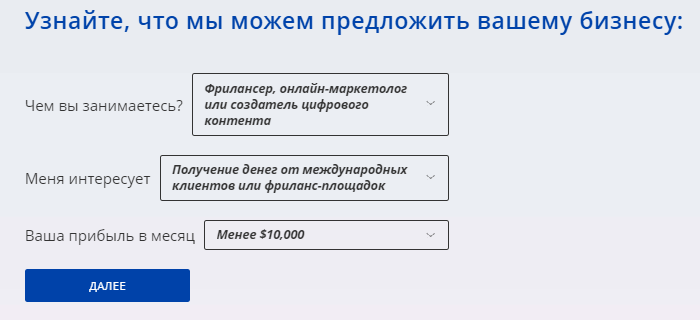 Узнайте, что мы можем предложить вашему бизнесу:
Чем вы занимаетесь?
Фрилансер, онлайн-маркетолог
или создатель цифрового
контента
Меня интересует
Получение денег от международных
клиентов или фриланс-площадок
Ваша прибыль в месяц
Менее $10,000
ДАЛЕЕ